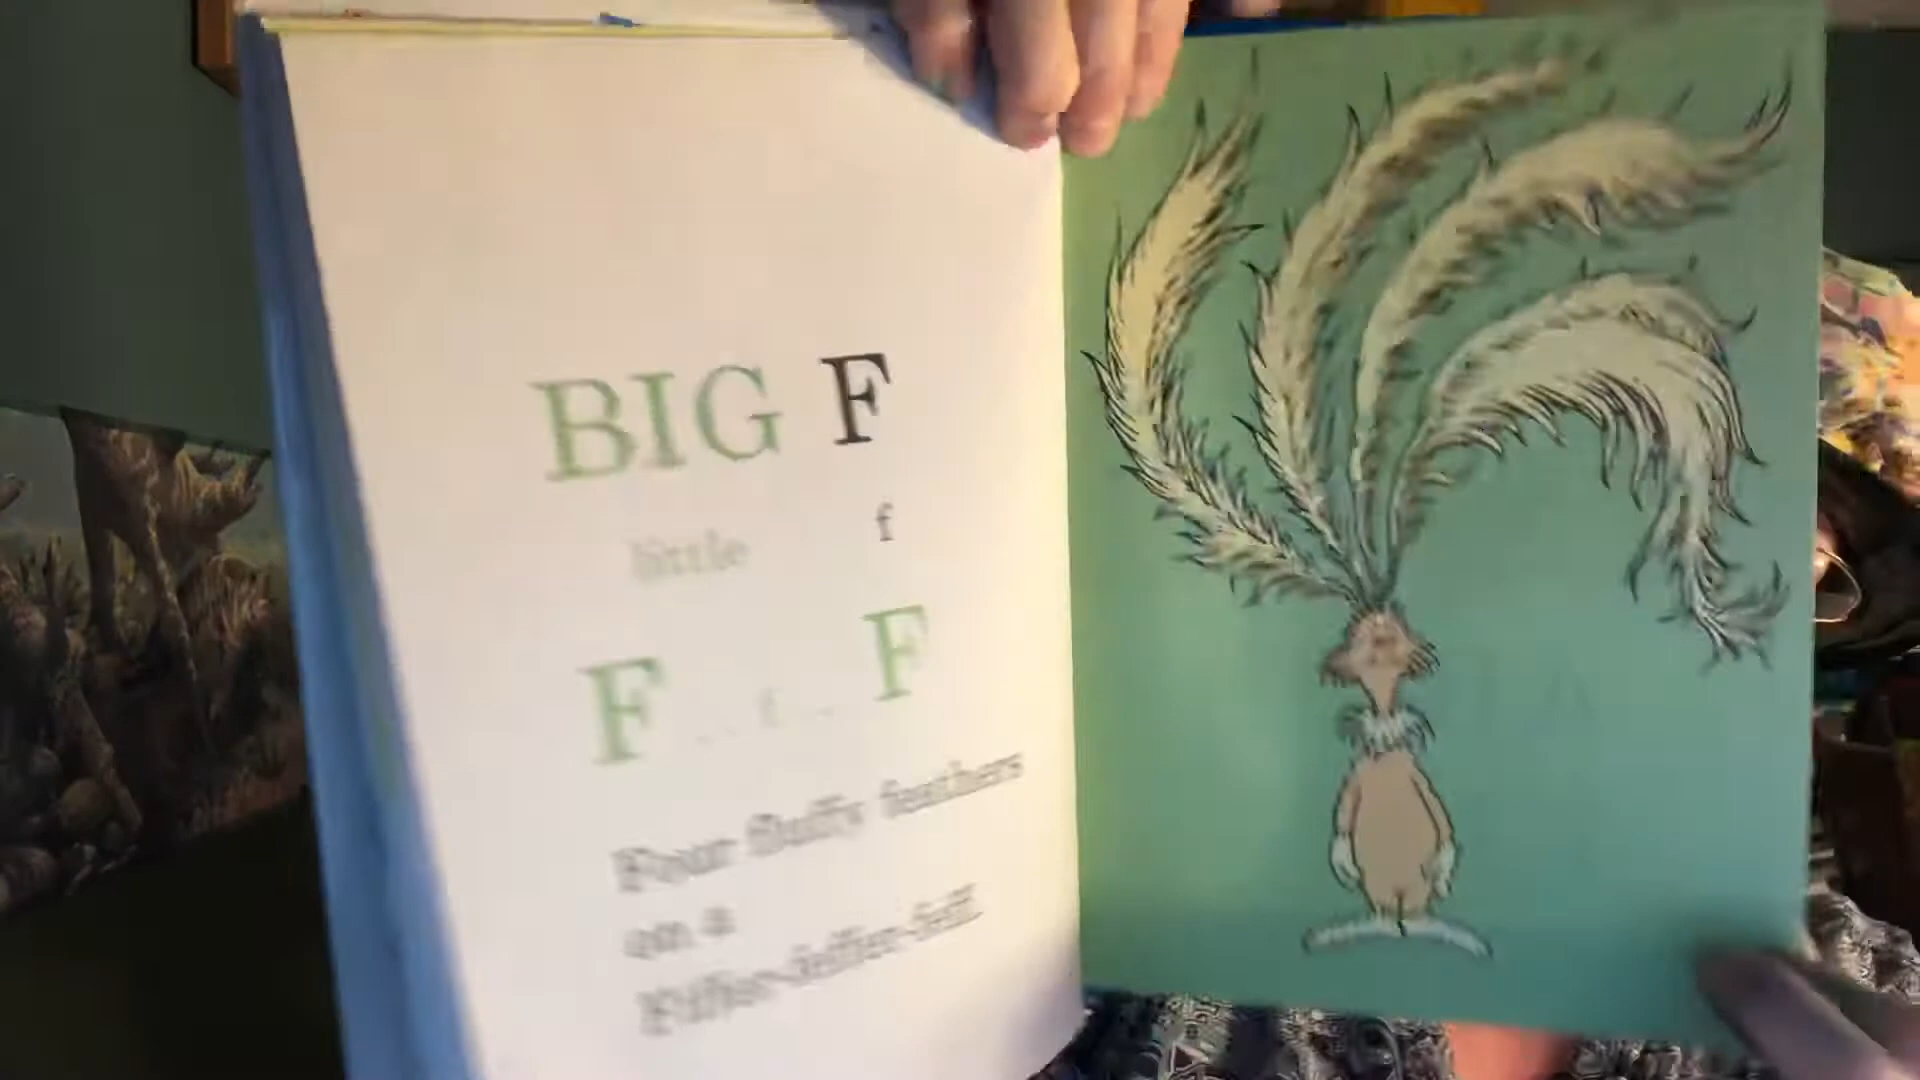 BIG F
little f
F...f...F
Four fluffy feathers
on a
Fiffer-feffer-feff.